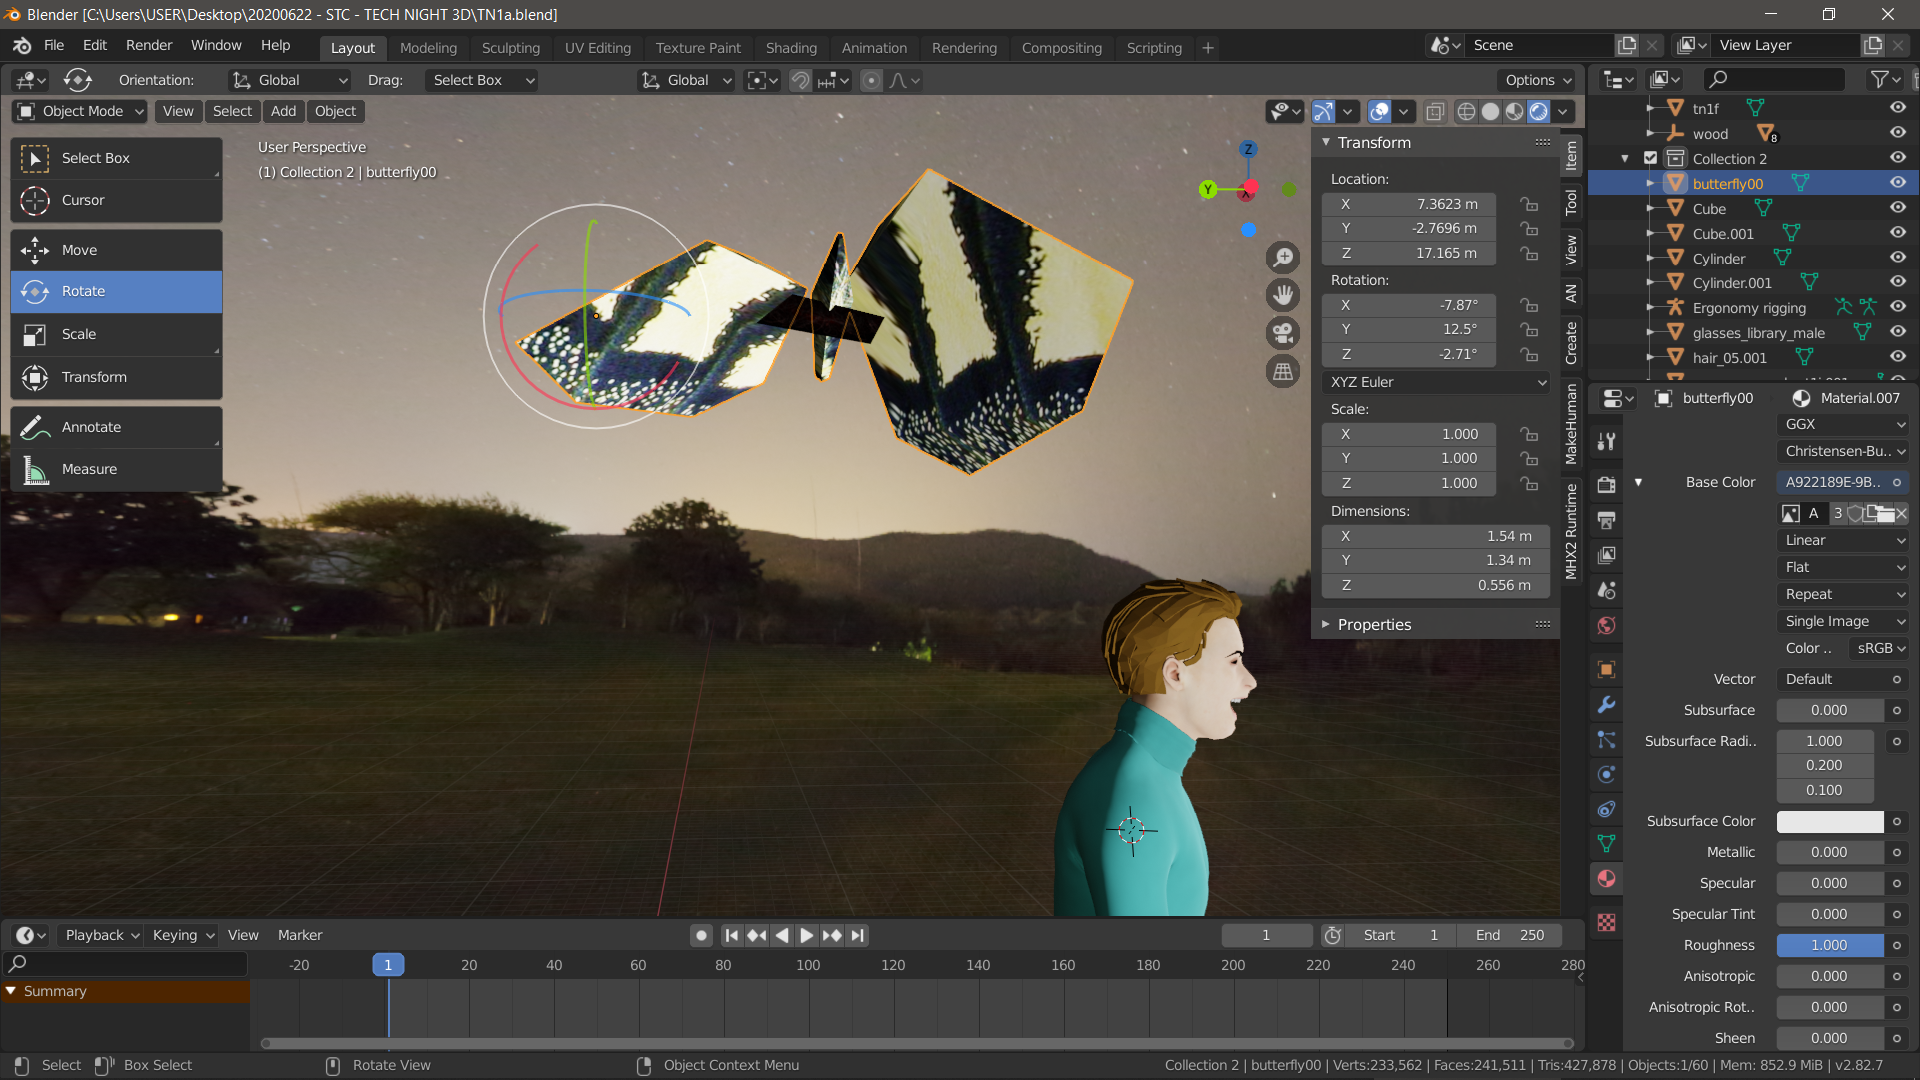 Blender [C:\Users\USER\Desktop\20200622 - STC - TECH NIGHT 3D\TN1a.blend]
File Edit Render Window Help Layout Modeling Sculpting UV Editing Texture Paint Shading Animation Rendering Compositing Scripting + Scene View Layer
Orientation: Global Drag: Select Box Global Options
Object Mode View Select Add Object
User Perspective
(1) Collection 2 | butterfly00
Select Box
Cursor
Move
Rotate
Scale
Transform
Annotate
Measure
Z
Y
X
Transform
Location:
X 7.3623 m
Y -2.7696 m
Z 17.165 m
Rotation:
X -7.87°
Y 12.5°
Z -2.71°
XYZ Euler
Scale:
X 1.000
Y 1.000
Z 1.000
Dimensions:
X 1.54 m
Y 1.34 m
Z 0.556 m
Properties
Item
Tool
View
AN
Create
MakeHuman
MHX2 Runtime
tn1f
wood 8
Collection 2
butterfly00
Cube
Cube.001
Cylinder
Cylinder.001
Ergonomy rigging
glasses_library_male
hair_05.001
butterfly00 Material.007
GGX
Christensen-Bu..
Base Color A922189E-9B..
A 3
Linear
Flat
Repeat
Single Image
Color .. sRGB
Vector Default
Subsurface 0.000
Subsurface Radi.. 1.000
0.200
0.100
Subsurface Color
Metallic 0.000
Specular 0.000
Specular Tint 0.000
Roughness 1.000
Anisotropic 0.000
Anisotropic Rot.. 0.000
Sheen 0.000
Playback Keying View Marker 1 Start 1 End 250
-20 1 20 40 60 80 100 120 140 160 180 200 220 240 260 280
Summary
Select Box Select Rotate View Object Context Menu Collection 2 | butterfly00 | Verts:233,562 | Faces:241,511 | Tris:427,878 | Objects:1/60 | Mem: 852.9 MiB | v2.82.7